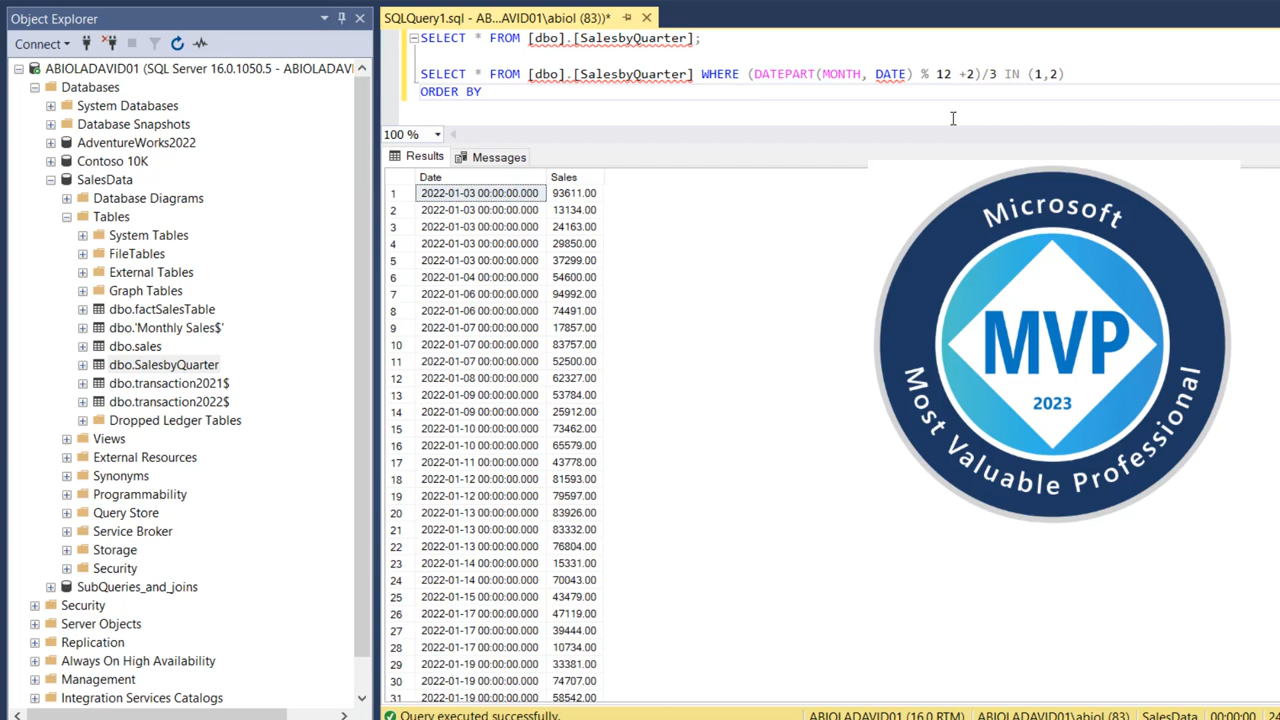 Object Explorer
Connect
ABIOLADAVID01 (SQL Server 16.0.1050.5 - ABIOLADAVI
Databases
System Databases
Database Snapshots
AdventureWorks2022
Contoso 10K
SalesData
Database Diagrams
Tables
System Tables
FileTables
External Tables
Graph Tables
dbo.factSalesTable
dbo.'Monthly Sales$'
dbo.sales
dbo.SalesbyQuarter
dbo.transaction2021$
dbo.transaction2022$
Dropped Ledger Tables
Views
External Resources
Synonyms
Programmability
Query Store
Service Broker
Storage
Security
SubQueries_and_joins
Security
Server Objects
Replication
Always On High Availability
Management
Integration Services Catalogs
SQLQuery1.sql - AB...AVID01\abiol (83))*
SELECT * FROM [dbo].[SalesbyQuarter];
SELECT * FROM [dbo].[SalesbyQuarter] WHERE (DATEPART(MONTH, DATE) % 12 +2)/3 IN (1,2)
ORDER BY
100 %
Results Messages
Date Sales
1 2022-01-03 00:00:00.000 93611.00
2 2022-01-03 00:00:00.000 13134.00
3 2022-01-03 00:00:00.000 24163.00
4 2022-01-03 00:00:00.000 29850.00
5 2022-01-03 00:00:00.000 37299.00
6 2022-01-04 00:00:00.000 54600.00
7 2022-01-06 00:00:00.000 94992.00
8 2022-01-06 00:00:00.000 74491.00
9 2022-01-07 00:00:00.000 17857.00
10 2022-01-07 00:00:00.000 83757.00
11 2022-01-07 00:00:00.000 52500.00
12 2022-01-08 00:00:00.000 62327.00
13 2022-01-09 00:00:00.000 53784.00
14 2022-01-09 00:00:00.000 25912.00
15 2022-01-10 00:00:00.000 73462.00
16 2022-01-10 00:00:00.000 65579.00
17 2022-01-11 00:00:00.000 43778.00
18 2022-01-12 00:00:00.000 81593.00
19 2022-01-12 00:00:00.000 79597.00
20 2022-01-13 00:00:00.000 83926.00
21 2022-01-13 00:00:00.000 83332.00
22 2022-01-13 00:00:00.000 76804.00
23 2022-01-14 00:00:00.000 15331.00
24 2022-01-14 00:00:00.000 70043.00
25 2022-01-15 00:00:00.000 43479.00
26 2022-01-17 00:00:00.000 47119.00
27 2022-01-17 00:00:00.000 39444.00
28 2022-01-17 00:00:00.000 10734.00
29 2022-01-19 00:00:00.000 33381.00
30 2022-01-19 00:00:00.000 74707.00
31 2022-01-19 00:00:00.000 58542.00
Microsoft
MVP
2023
Most Valuable Professional
Query executed successfully. ABIOLADAVID01 (16.0 RTM) ABIOLADAVID01\abiol (83) SalesData 00:00:00